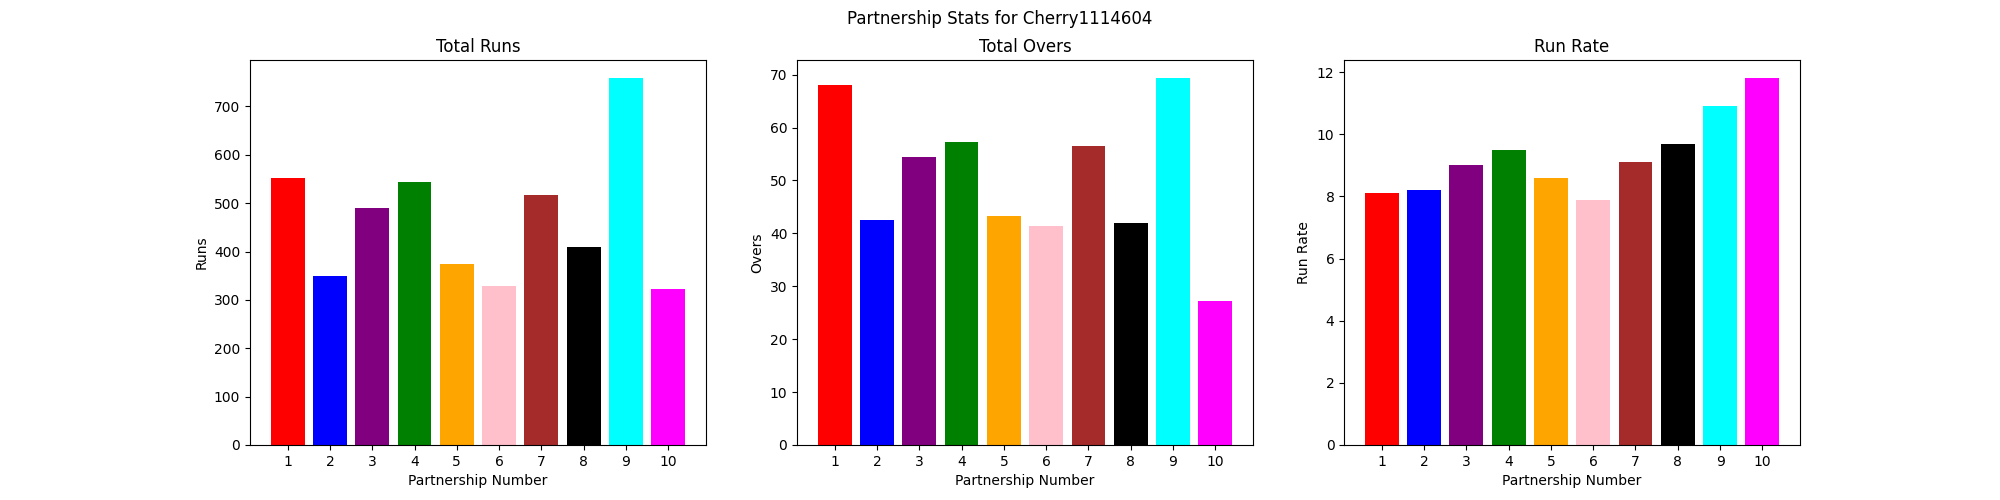 Partnership Stats for Cherry1114604
Total Runs
Runs
700
600
500
400
300
200
100
0
1 2 3 4 5 6 7 8 9 10
Partnership Number
Total Overs
Overs
70
60
50
40
30
20
10
0
1 2 3 4 5 6 7 8 9 10
Partnership Number
Run Rate
Run Rate
12
10
8
6
4
2
0
1 2 3 4 5 6 7 8 9 10
Partnership Number